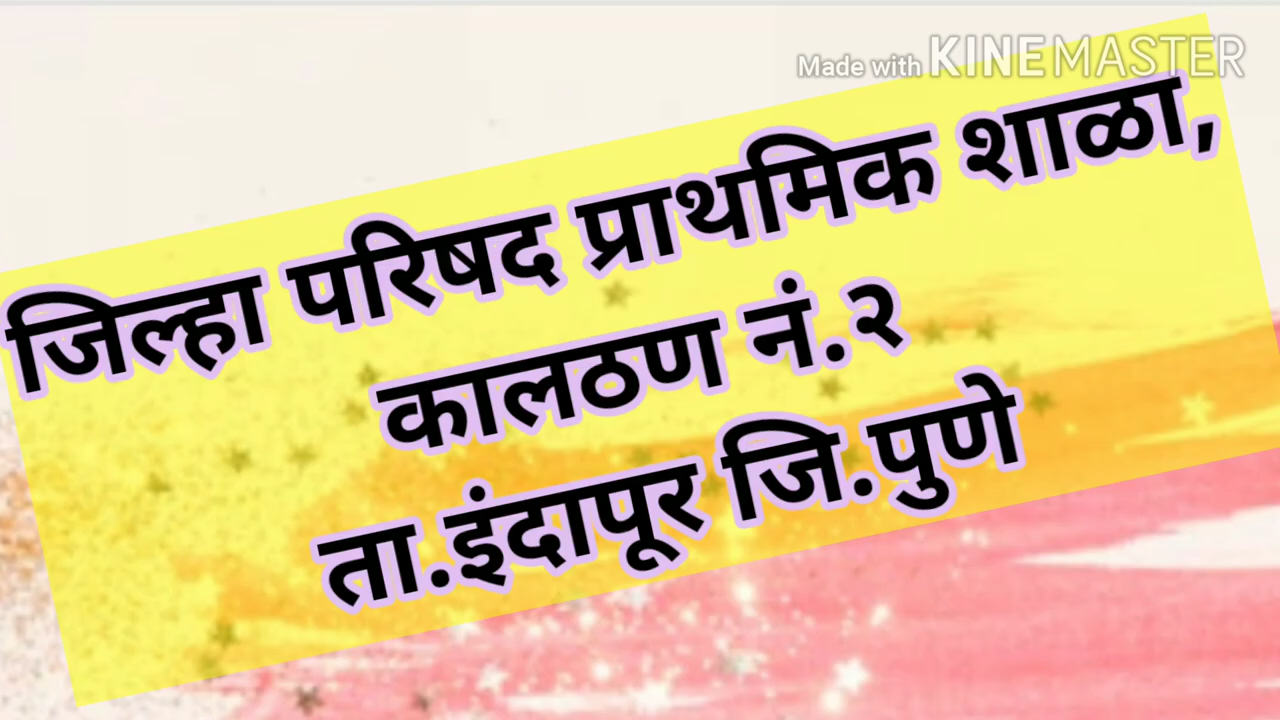 Made with KINEMASTER
जिल्हा परिषद प्राथमिक शाळा,
कालठण नं.२
ता.इंदापूर जि.पुणे